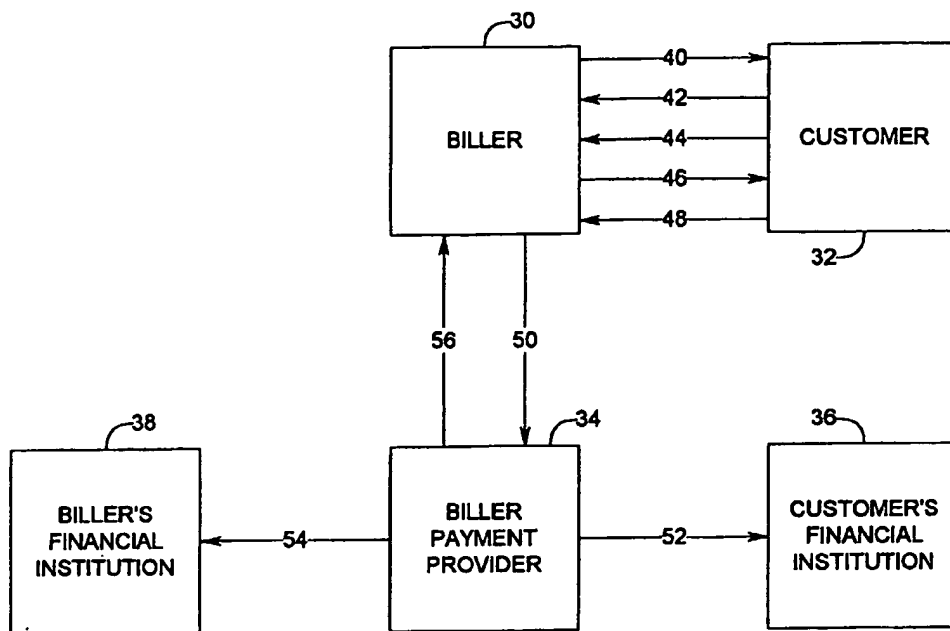 30
40
42
BILLER
44
CUSTOMER
46
48
32
56
50
38
34
36
BILLER'S
FINANCIAL
INSTITUTION
54
BILLER
PAYMENT
PROVIDER
52
CUSTOMER'S
FINANCIAL
INSTITUTION